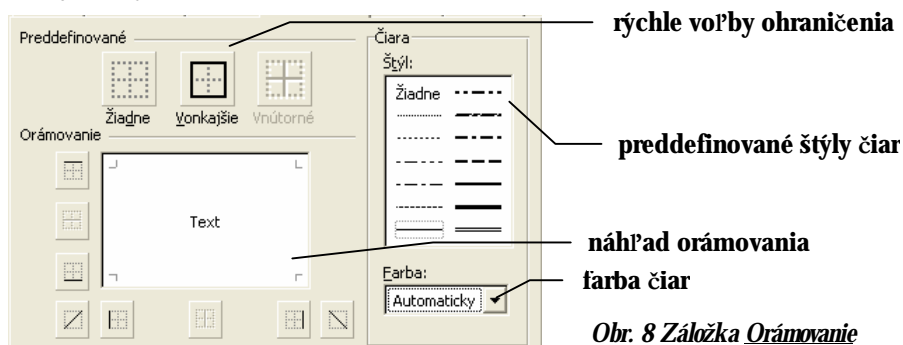 Preddefinované
Žiadne
Vonkajšie
Vnútorné
Orámovanie
Text
Čiara
Štýl:
Žiadne
Farba:
Automaticky
rýchle voľby ohraničenia
preddefinované štýly čiar
náhľad orámovania
farba čiar
Obr. 8 Záložka Orámovanie